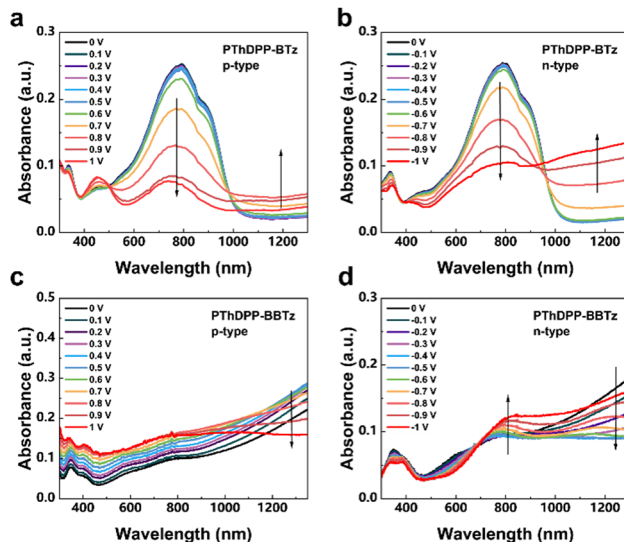 a
0.3
0.2
0.1
0.0
Absorbance (a.u.)
0 V
0.1 V
0.2 V
0.3 V
0.4 V
0.5 V
0.6 V
0.7 V
0.8 V
0.9 V
1 V
PThDPP-BTz
p-type
400
600
800
1000
1200
Wavelength (nm)
b
0.3
0.2
0.1
0.0
Absorbance (a.u.)
0 V
-0.1 V
-0.2 V
-0.3 V
-0.4 V
-0.5 V
-0.6 V
-0.7 V
-0.8 V
-0.9 V
-1 V
PThDPP-BTz
n-type
400
600
800
1000
1200
Wavelength (nm)
c
0.5
0.4
0.3
0.2
0.1
0.0
Absorbance (a.u.)
0 V
0.1 V
0.2 V
0.3 V
0.4 V
0.5 V
0.6 V
0.7 V
0.8 V
0.9 V
1 V
PThDPP-BBTz
p-type
400
600
800
1000
1200
Wavelength (nm)
d
0.3
0.2
0.1
0.0
Absorbance (a.u.)
0 V
-0.1 V
-0.2 V
-0.3 V
-0.4 V
-0.5 V
-0.6 V
-0.7 V
-0.8 V
-0.9 V
-1 V
PThDPP-BBTz
n-type
400
600
800
1000
1200
Wavelength (nm)